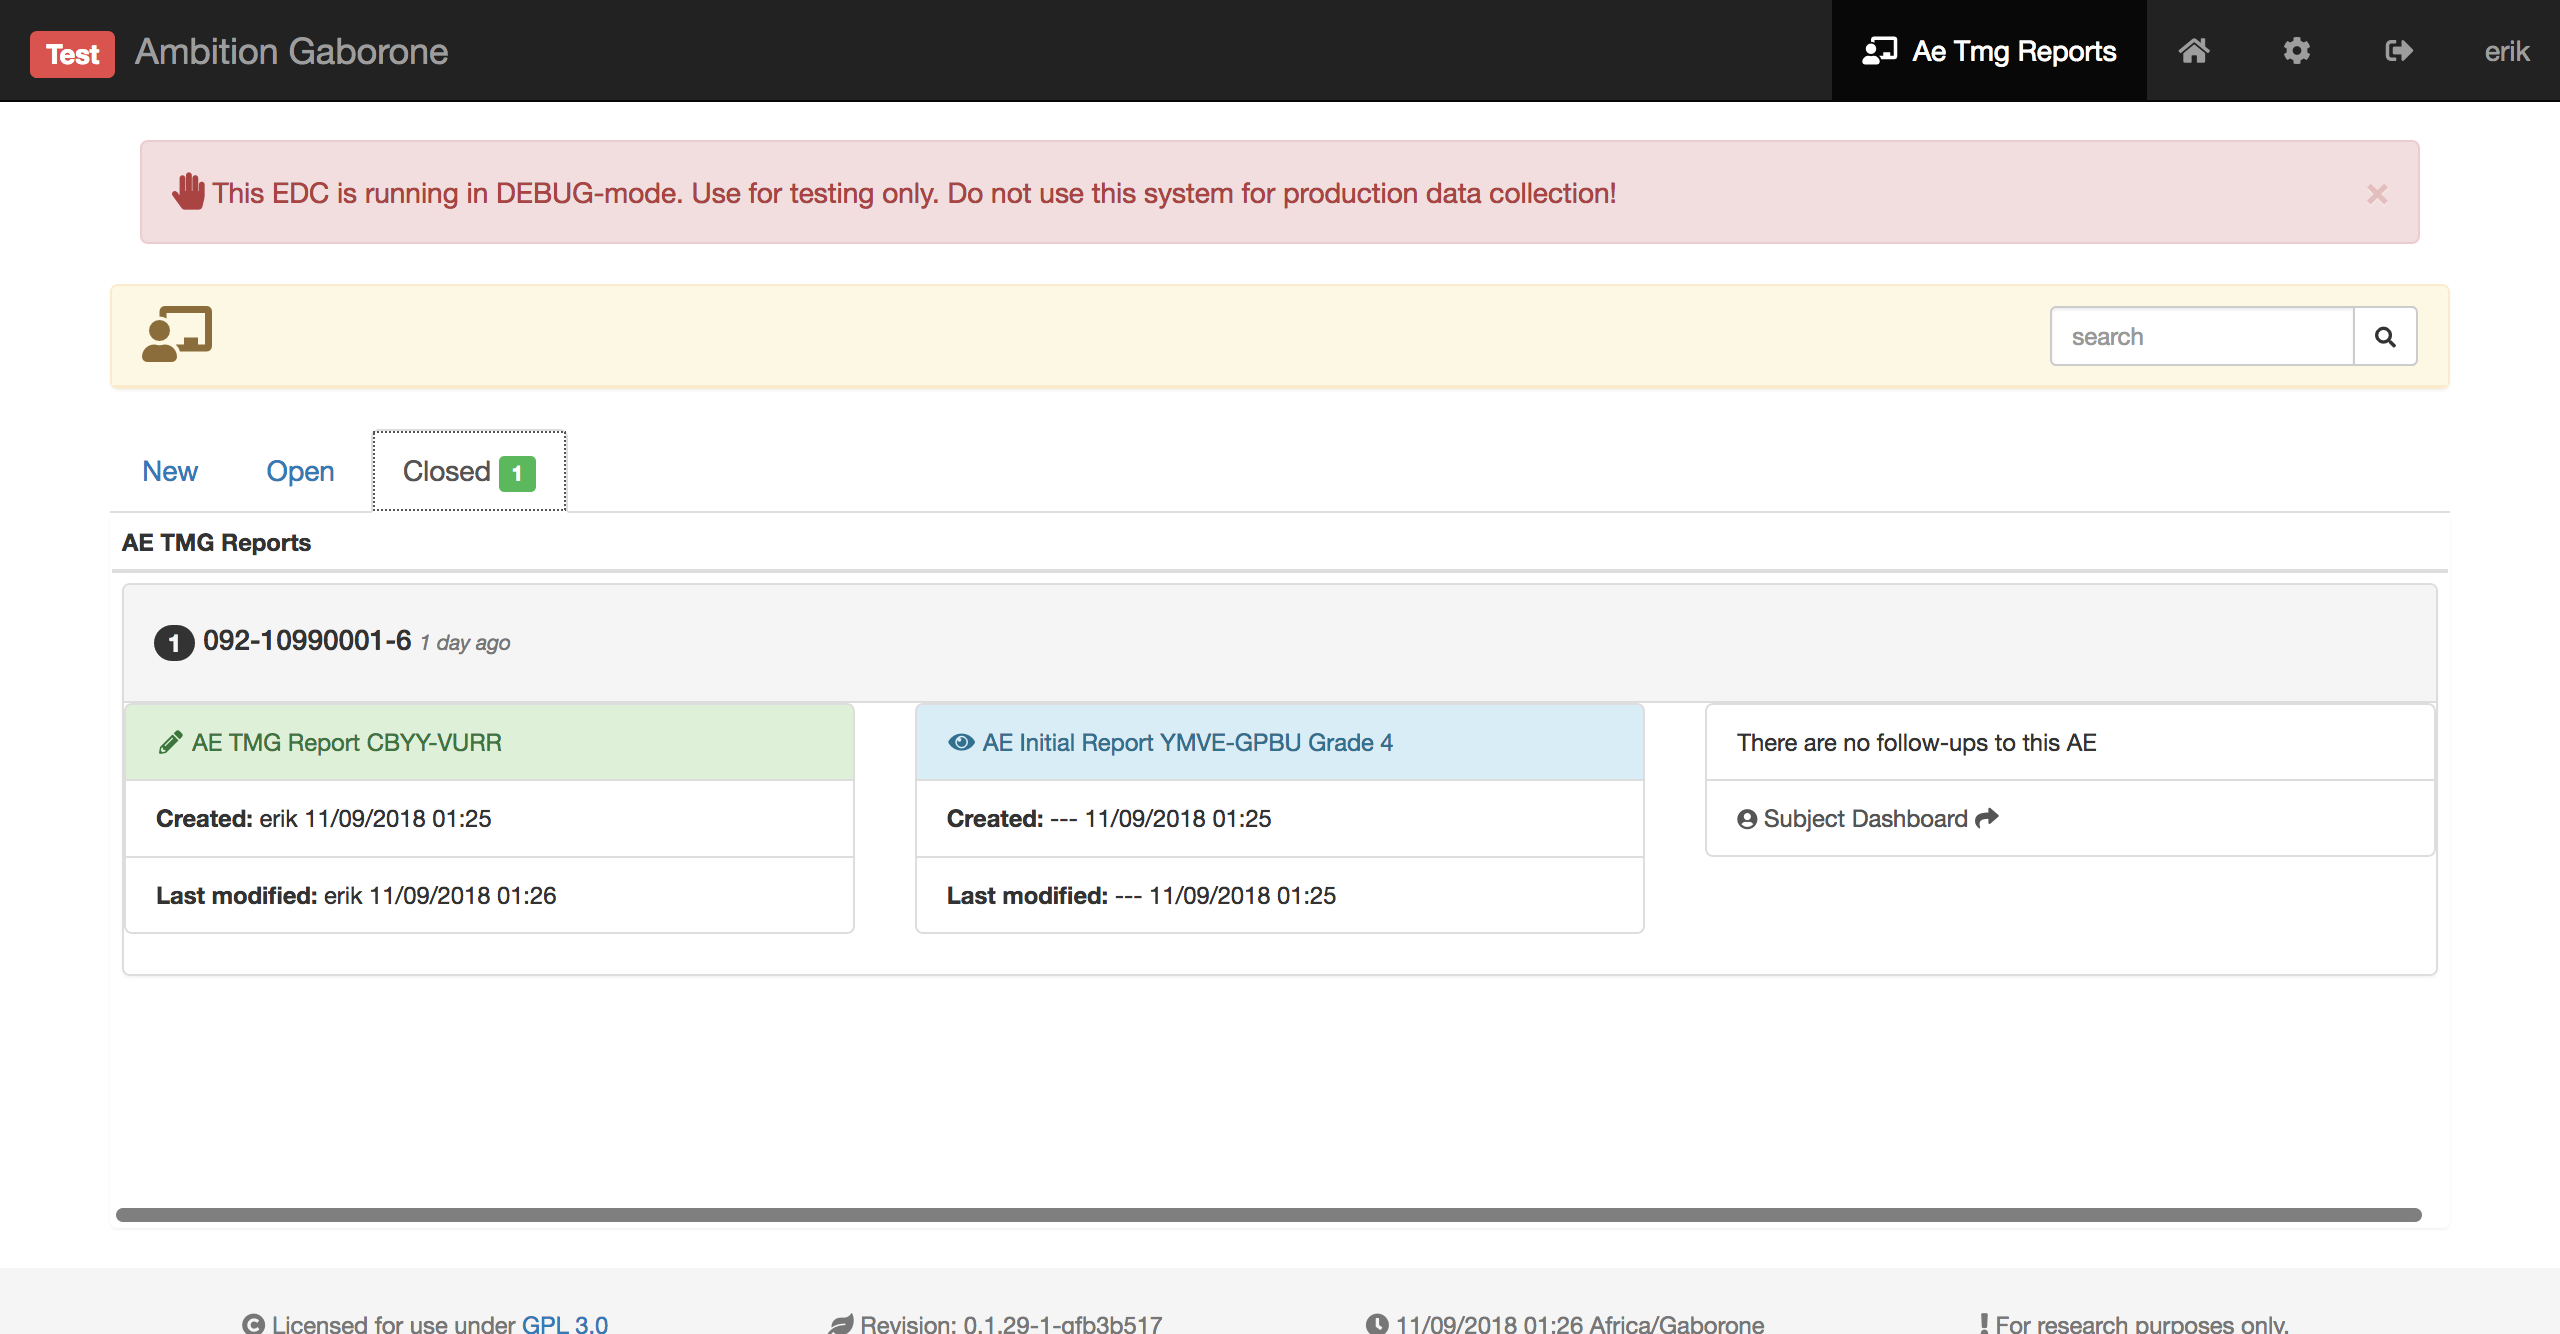 Test Ambition Gaborone Ae Tmg Reports erik
This EDC is running in DEBUG-mode. Use for testing only. Do not use this system for production data collection! ×
search
New Open Closed 1
AE TMG Reports
1 092-10990001-6 1 day ago
AE TMG Report CBYY-VURR
Created: erik 11/09/2018 01:25
Last modified: erik 11/09/2018 01:26
AE Initial Report YMVE-GPBU Grade 4
Created: --- 11/09/2018 01:25
Last modified: --- 11/09/2018 01:25
There are no follow-ups to this AE
Subject Dashboard
Licensed for use under GPL 3.0 Revision: 0.1.29-1-gfb3b517 11/09/2018 01:26 Africa/Gaborone For research purposes only.